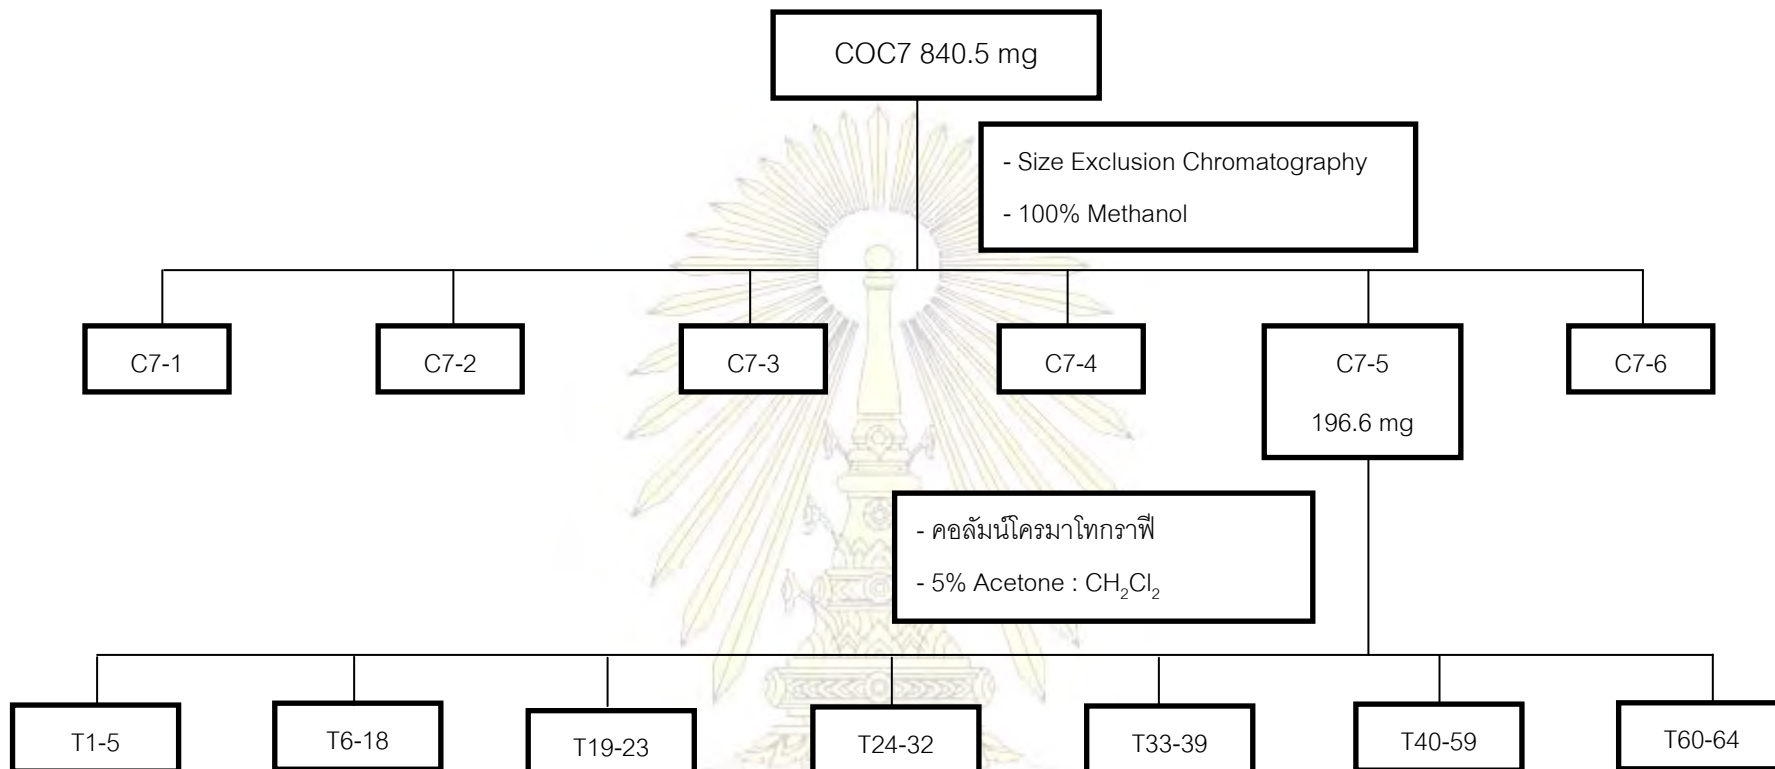 COC7 840.5 mg
- Size Exclusion Chromatography
- 100% Methanol
C7-1
C7-2
C7-3
C7-4
C7-5
196.6 mg
C7-6
- คอลัมน์โครมาโทกราฟี
- 5% Acetone : CH₂Cl₂
T1-5
T6-18
T19-23
T24-32
T33-39
T40-59
T60-64